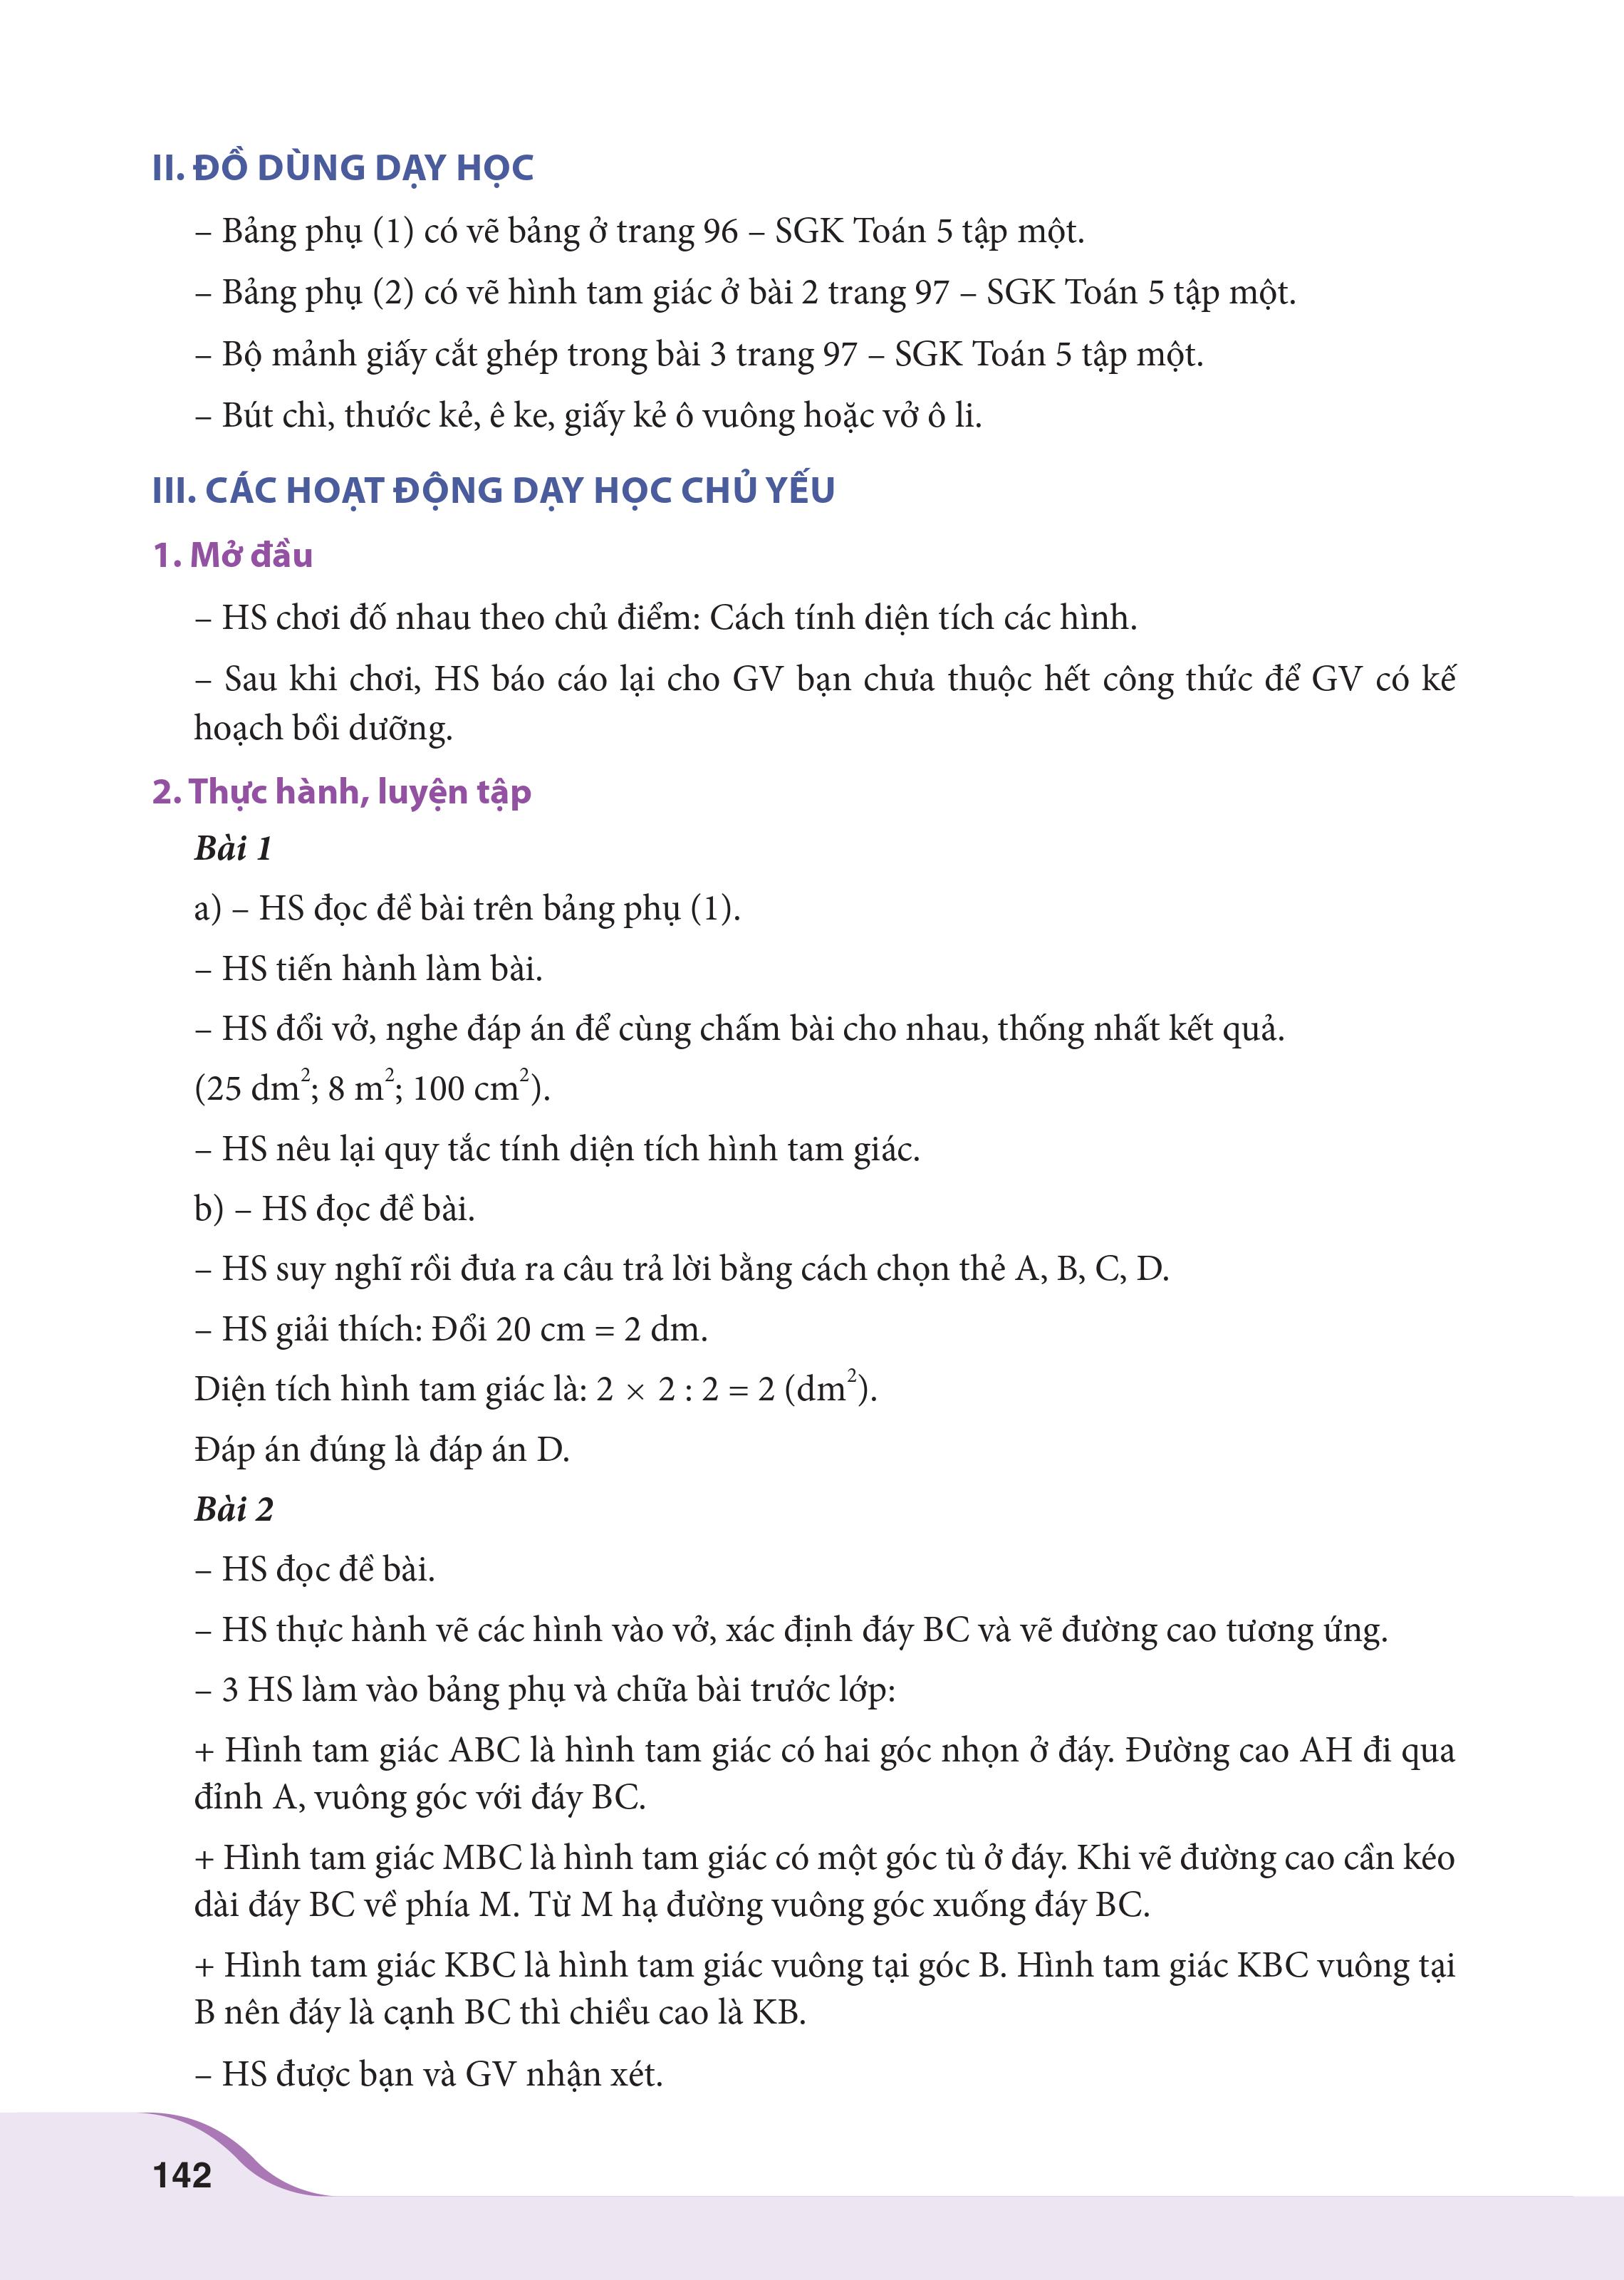 II. ĐỒ DÙNG DẠY HỌC
– Bảng phụ (1) có vẽ bảng ở trang 96 – SGK Toán 5 tập một.
– Bảng phụ (2) có vẽ hình tam giác ở bài 2 trang 97 – SGK Toán 5 tập một.
– Bộ mảnh giấy cắt ghép trong bài 3 trang 97 – SGK Toán 5 tập một.
– Bút chì, thước kẻ, ê ke, giấy kẻ ô vuông hoặc vở ô li.
III. CÁC HOẠT ĐỘNG DẠY HỌC CHỦ YẾU
1. Mở đầu
– HS chơi đố nhau theo chủ điểm: Cách tính diện tích các hình.
– Sau khi chơi, HS báo cáo lại cho GV bạn chưa thuộc hết công thức để GV có kế
hoạch bồi dưỡng.
2. Thực hành, luyện tập
Bài 1
a) – HS đọc đề bài trên bảng phụ (1).
– HS tiến hành làm bài.
– HS đổi vở, nghe đáp án để cùng chấm bài cho nhau, thống nhất kết quả.
(25 dm²; 8 m²; 100 cm²).
– HS nêu lại quy tắc tính diện tích hình tam giác.
b) – HS đọc đề bài.
– HS suy nghĩ rồi đưa ra câu trả lời bằng cách chọn thẻ A, B, C, D.
– HS giải thích: Đổi 20 cm = 2 dm.
Diện tích hình tam giác là: 2 × 2 : 2 = 2 (dm²).
Đáp án đúng là đáp án D.
Bài 2
– HS đọc đề bài.
– HS thực hành vẽ các hình vào vở, xác định đáy BC và vẽ đường cao tương ứng.
– 3 HS làm vào bảng phụ và chữa bài trước lớp:
+ Hình tam giác ABC là hình tam giác có hai góc nhọn ở đáy. Đường cao AH đi qua
đỉnh A, vuông góc với đáy BC.
+ Hình tam giác MBC là hình tam giác có một góc tù ở đáy. Khi vẽ đường cao cần kéo
dài đáy BC về phía M. Từ M hạ đường vuông góc xuống đáy BC.
+ Hình tam giác KBC là hình tam giác vuông tại góc B. Hình tam giác KBC vuông tại
B nên đáy là cạnh BC thì chiều cao là KB.
– HS được bạn và GV nhận xét.
142